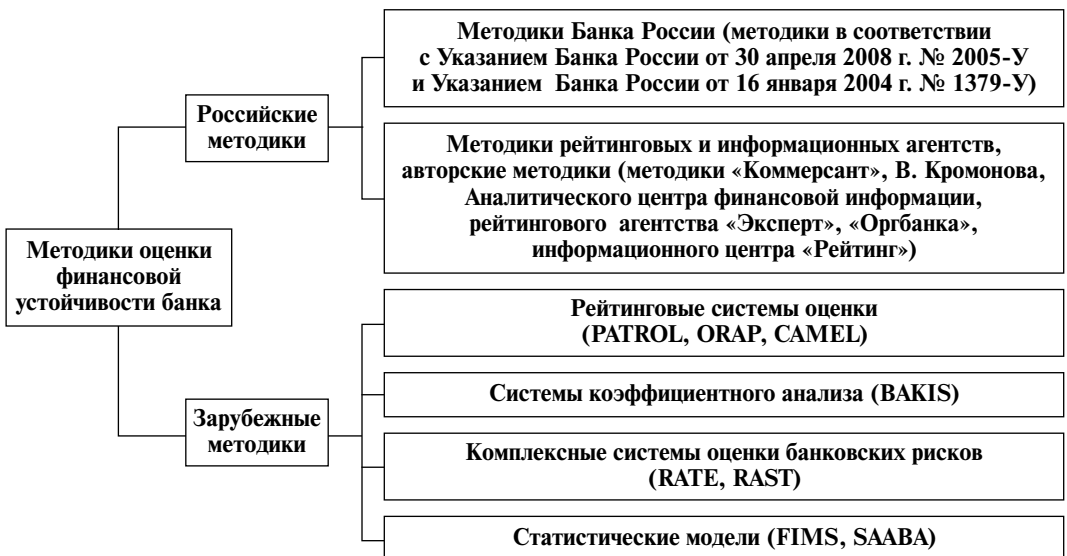 Методики Банка России (методики в соответствии
с Указанием Банка России от 30 апреля 2008 г. № 2005-У
и Указанием Банка России от 16 января 2004 г. № 1379-У)
Российские
методики
Методики рейтинговых и информационных агентств,
авторские методики (методики «Коммерсант», В. Кромонова,
Аналитического центра финансовой информации,
рейтингового агентства «Эксперт», «Оргбанка»,
информационного центра «Рейтинг»)
Методики оценки
финансовой
устойчивости банка
Рейтинговые системы оценки
(PATROL, ORAP, CAMEL)
Системы коэффициентного анализа (BAKIS)
Зарубежные
методики
Комплексные системы оценки банковских рисков
(RATE, RAST)
Статистические модели (FIMS, SAABA)